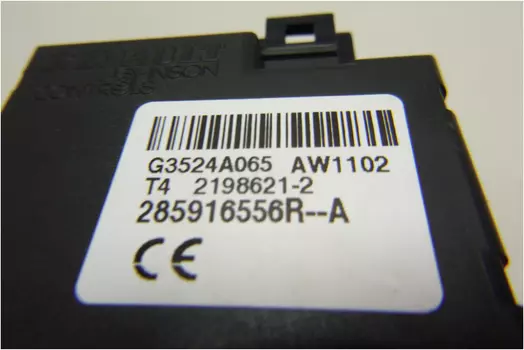 JOHNSON
CONTROLS
G3524A065 AW1102
T4 2198621-2
285916556R--A
CE